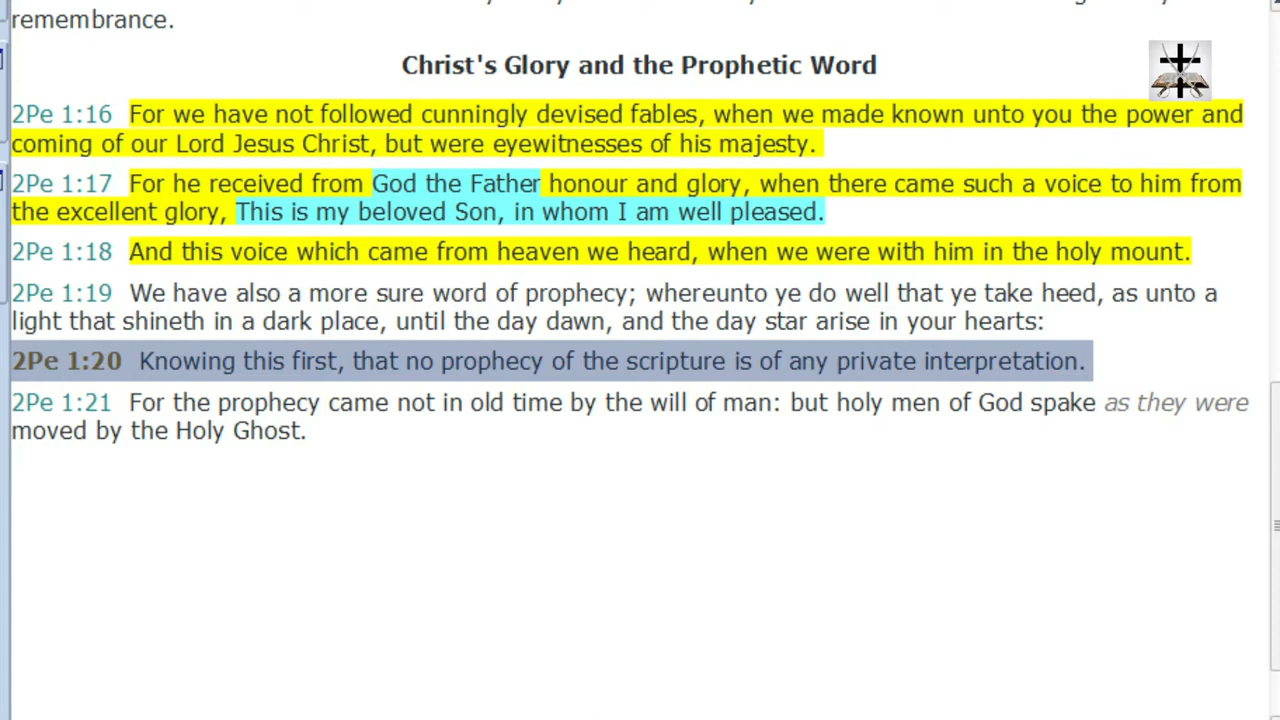 remembrance.
Christ's Glory and the Prophetic Word
2Pe 1:16 For we have not followed cunningly devised fables, when we made known unto you the power and
coming of our Lord Jesus Christ, but were eyewitnesses of his majesty.
2Pe 1:17 For he received from God the Father honour and glory, when there came such a voice to him from
the excellent glory, This is my beloved Son, in whom I am well pleased.
2Pe 1:18 And this voice which came from heaven we heard, when we were with him in the holy mount.
2Pe 1:19 We have also a more sure word of prophecy; whereunto ye do well that ye take heed, as unto a
light that shineth in a dark place, until the day dawn, and the day star arise in your hearts:
2Pe 1:20 Knowing this first, that no prophecy of the scripture is of any private interpretation.
2Pe 1:21 For the prophecy came not in old time by the will of man: but holy men of God spake as they were
moved by the Holy Ghost.